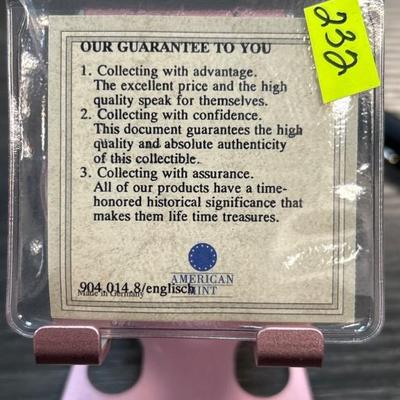 232
OUR GUARANTEE TO YOU
1. Collecting with advantage.
The excellent price and the high
quality speak for themselves.
2. Collecting with confidence.
This document guarantees the high
quality and absolute authenticity
of this collectible.
3. Collecting with assurance.
All of our products have a time-
honored historical significance that
makes them life time treasures.
AMERICAN
MINT
904.014.8/englisch
Made in Germany